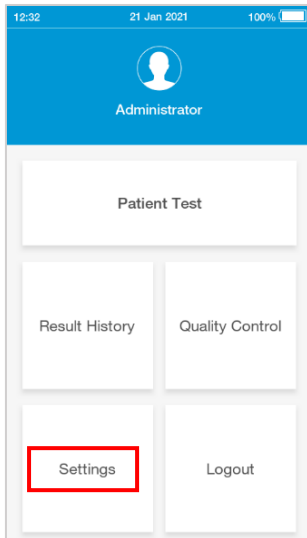 12:32 21 Jan 2021 100%
Administrator
Patient Test
Result History Quality Control
Settings Logout